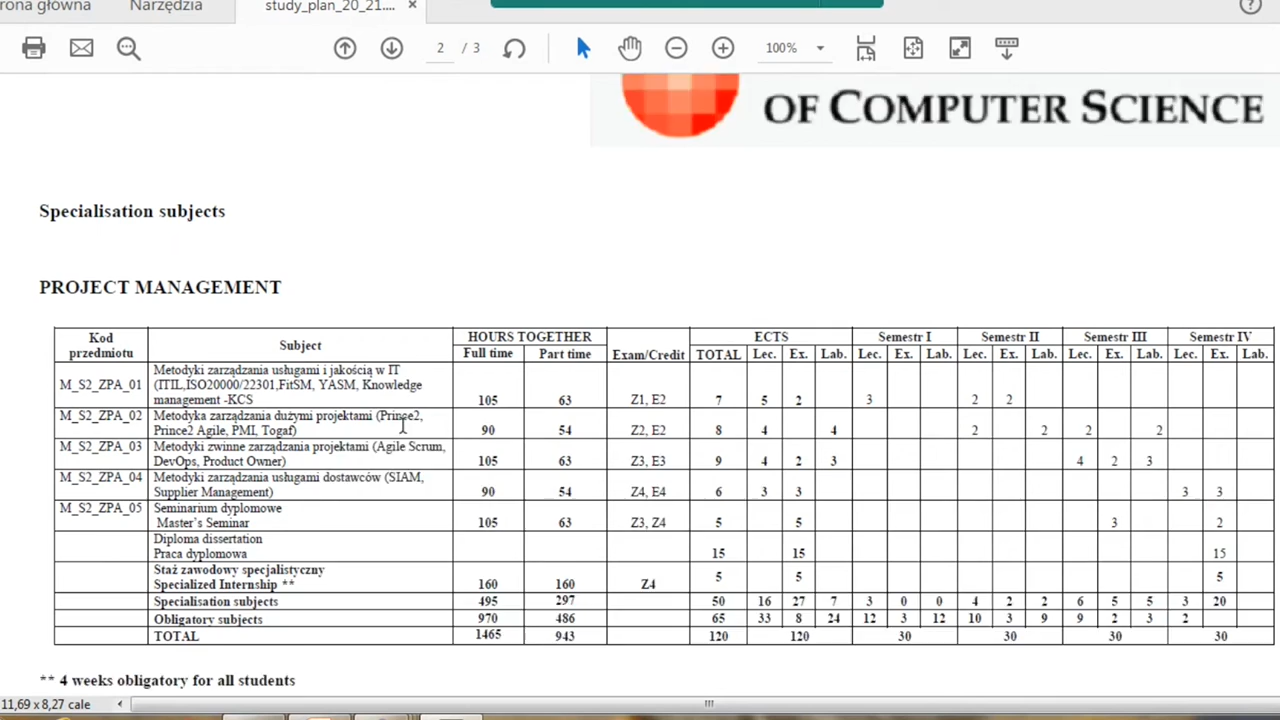 rona główna Narzędzia study_plan_20_21.... ×
2 / 3 100%
OF COMPUTER SCIENCE
Specialisation subjects
PROJECT MANAGEMENT
Kod przedmiotu Subject HOURS TOGETHER Exam/Credit ECTS Semestr I Semestr II Semestr III Semestr IV
Full time Part time TOTAL Lec. Ex. Lab. Lec. Ex. Lab. Lec. Ex. Lab. Lec. Ex. Lab. Lec. Ex. Lab.
Metodyki zarządzania usługami i jakością w IT
M_S2_ZPA_01 (ITIL,ISO20000/22301,FitSM, YASM, Knowledge
management -KCS 105 63 Z1, E2 7 5 2 3 2 2
M_S2_ZPA_02 Metodyka zarządzania dużymi projektami (Prince2,
Prince2 Agile, PMI, Togaf) 90 54 Z2, E2 8 4 4 2 2 2 2
M_S2_ZPA_03 Metodyki zwinne zarządzania projektami (Agile Scrum,
DevOps, Product Owner) 105 63 Z3, E3 9 4 2 3 4 2 3
M_S2_ZPA_04 Metodyki zarządzania usługami dostawców (SIAM,
Supplier Management) 90 54 Z4, E4 6 3 3 3 3
M_S2_ZPA_05 Seminarium dyplomowe
Master's Seminar 105 63 Z3, Z4 5 5 3 2
Diploma dissertation
Praca dyplomowa 15 15 15
Staż zawodowy specjalistyczny
Specialized Internship ** 160 160 Z4 5 5 5
Specialisation subjects 495 297 50 16 27 7 3 0 0 4 2 2 6 5 5 3 20
Obligatory subjects 970 486 65 33 8 24 12 3 12 10 3 9 9 2 3 2
TOTAL 1465 943 120 120 30 30 30 30
** 4 weeks obligatory for all students
11,69 x 8,27 cale